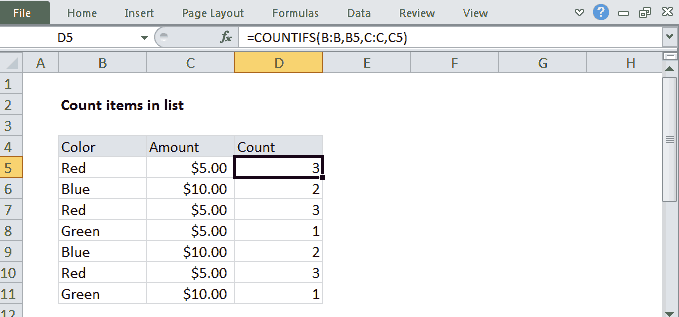 File Home Insert Page Layout Formulas Data Review View ?
D5 fx =COUNTIFS(B:B,B5,C:C,C5)
A B C D E F G H
1
2 Count items in list
3
4 Color Amount Count
5 Red $5.00 3
6 Blue $10.00 2
7 Red $5.00 3
8 Green $5.00 1
9 Blue $10.00 2
10 Red $5.00 3
11 Green $10.00 1
12